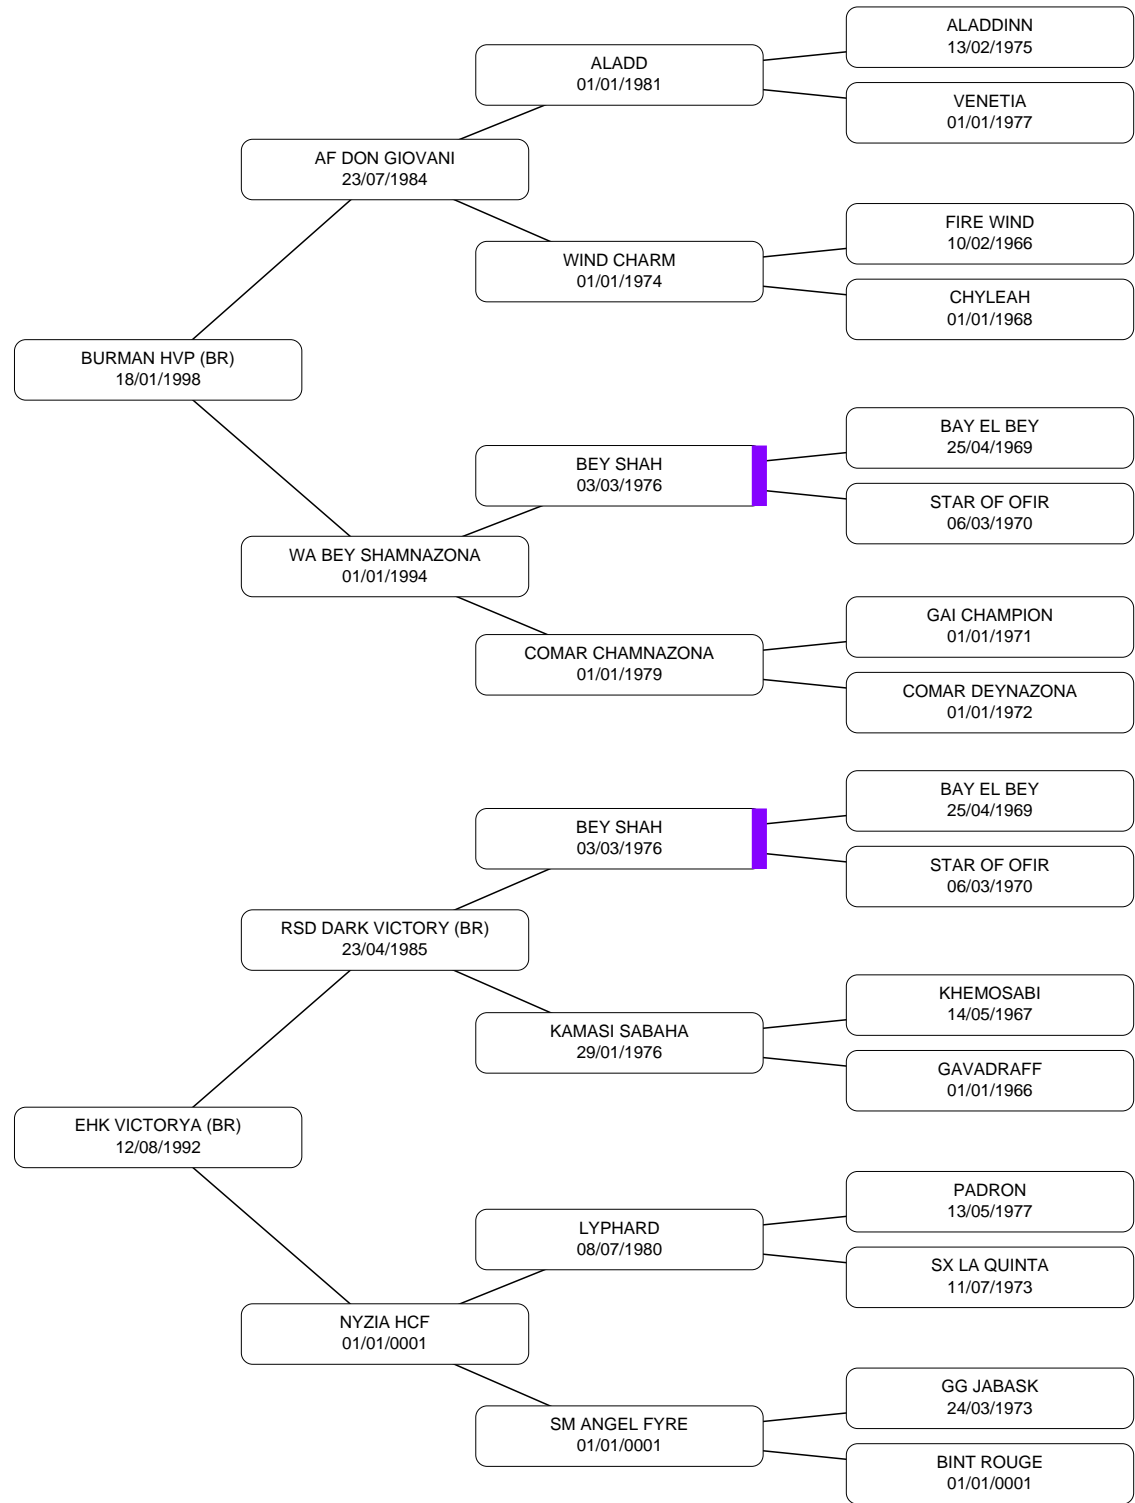 ALADDINN
13/02/1975
ALADD
01/01/1981
VENETIA
01/01/1977
AF DON GIOVANI
23/07/1984
FIRE WIND
10/02/1966
WIND CHARM
01/01/1974
CHYLEAH
01/01/1968
BURMAN HVP (BR)
18/01/1998
BAY EL BEY
25/04/1969
BEY SHAH
03/03/1976
STAR OF OFIR
06/03/1970
WA BEY SHAMNAZONA
01/01/1994
GAI CHAMPION
01/01/1971
COMAR CHAMNAZONA
01/01/1979
COMAR DEYNAZONA
01/01/1972
BAY EL BEY
25/04/1969
BEY SHAH
03/03/1976
STAR OF OFIR
06/03/1970
RSD DARK VICTORY (BR)
23/04/1985
KHEMOSABI
14/05/1967
KAMASI SABAHA
29/01/1976
GAVADRAFF
01/01/1966
EHK VICTORYA (BR)
12/08/1992
PADRON
13/05/1977
LYPHARD
08/07/1980
SX LA QUINTA
11/07/1973
NYZIA HCF
01/01/0001
GG JABASK
24/03/1973
SM ANGEL FYRE
01/01/0001
BINT ROUGE
01/01/0001